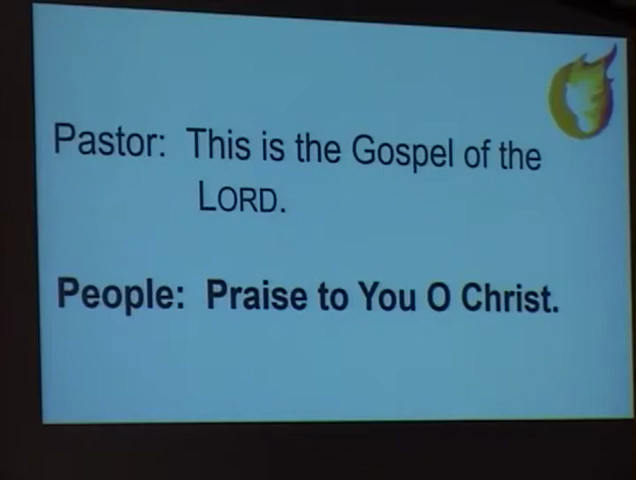 Pastor: This is the Gospel of the
LORD.
People: Praise to You O Christ.